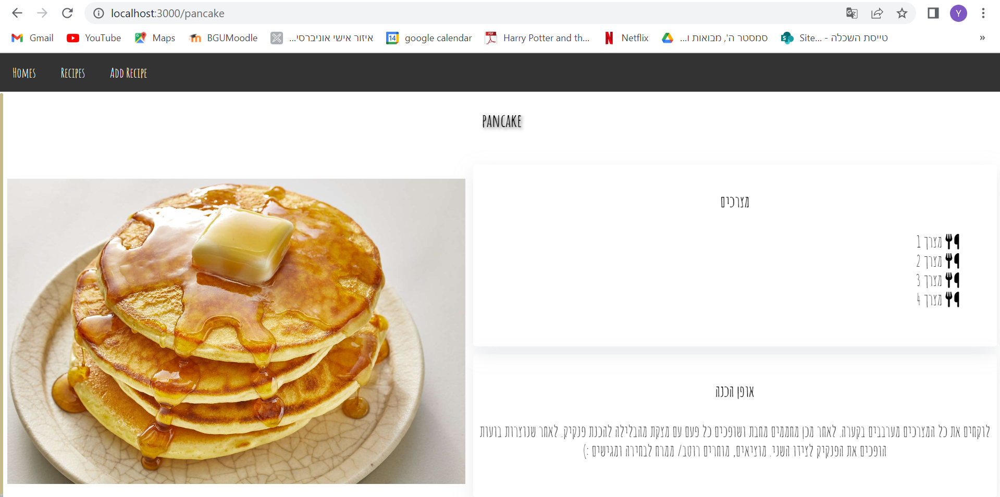 localhost:3000/pancake
Y
Gmail
YouTube
Maps
BGUMoodle
איזור אישי אוניברסי...
14
google calendar
PDF
Harry Potter and th...
N
Netflix
סמסטר ה', מבואות ו...
S
טייסת השכלה - Site...
»
Homes
Recipes
Add Recipe
pancake
מצרכים
מצרך 1
מצרך 2
מצרך 3
מצרך 4
אופן הכנה
לוקחים את כל המצרכים מערבבים בקערה. לאחר מכן מחממים מחבת ושופכים כל פעם עם מצקת מהבלילה להכנת פנקיק. לאחר שנוצרות בועות
הופכים את הפנקיק לצידו השני. מוציאים, מוחרים רוטב/ ממרח לבחירה ומגישים :)